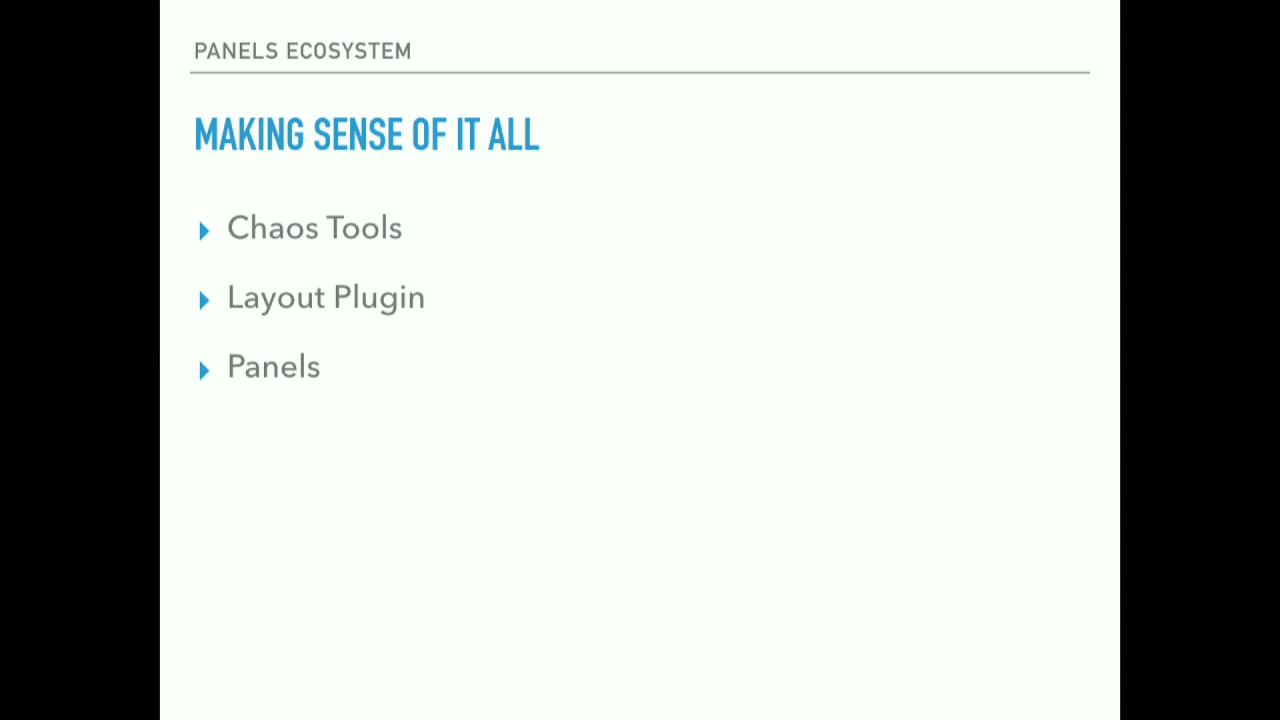 PANELS ECOSYSTEM
MAKING SENSE OF IT ALL
Chaos Tools
Layout Plugin
Panels